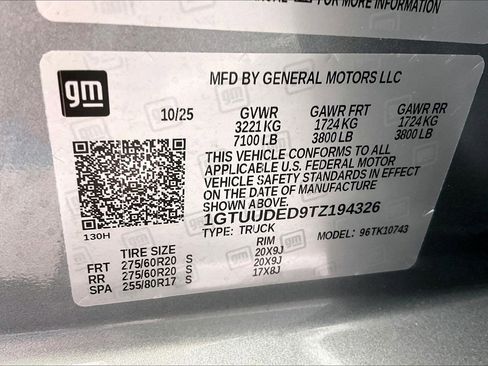 FOR MORE INFORMATION
gm
MFD BY GENERAL MOTORS LLC
10/25 GVWR GAWR FRT GAWR RR
3221 KG 1724 KG 1724 KG
7100 LB 3800 LB 3800 LB
THIS VEHICLE CONFORMS TO ALL
APPLICABLE U.S. FEDERAL MOTOR
VEHICLE SAFETY STANDARDS IN EFFECT
ON THE DATE OF MANUFACTURE
SHOWN ABOVE.
1GTUUDED9TZ194326
130H
TYPE: TRUCK MODEL: 96TK10743
TIRE SIZE RIM
FRT 275/60R20 S 20X9J
RR 275/60R20 S 20X9J
SPA 255/80R17 S 17X8J